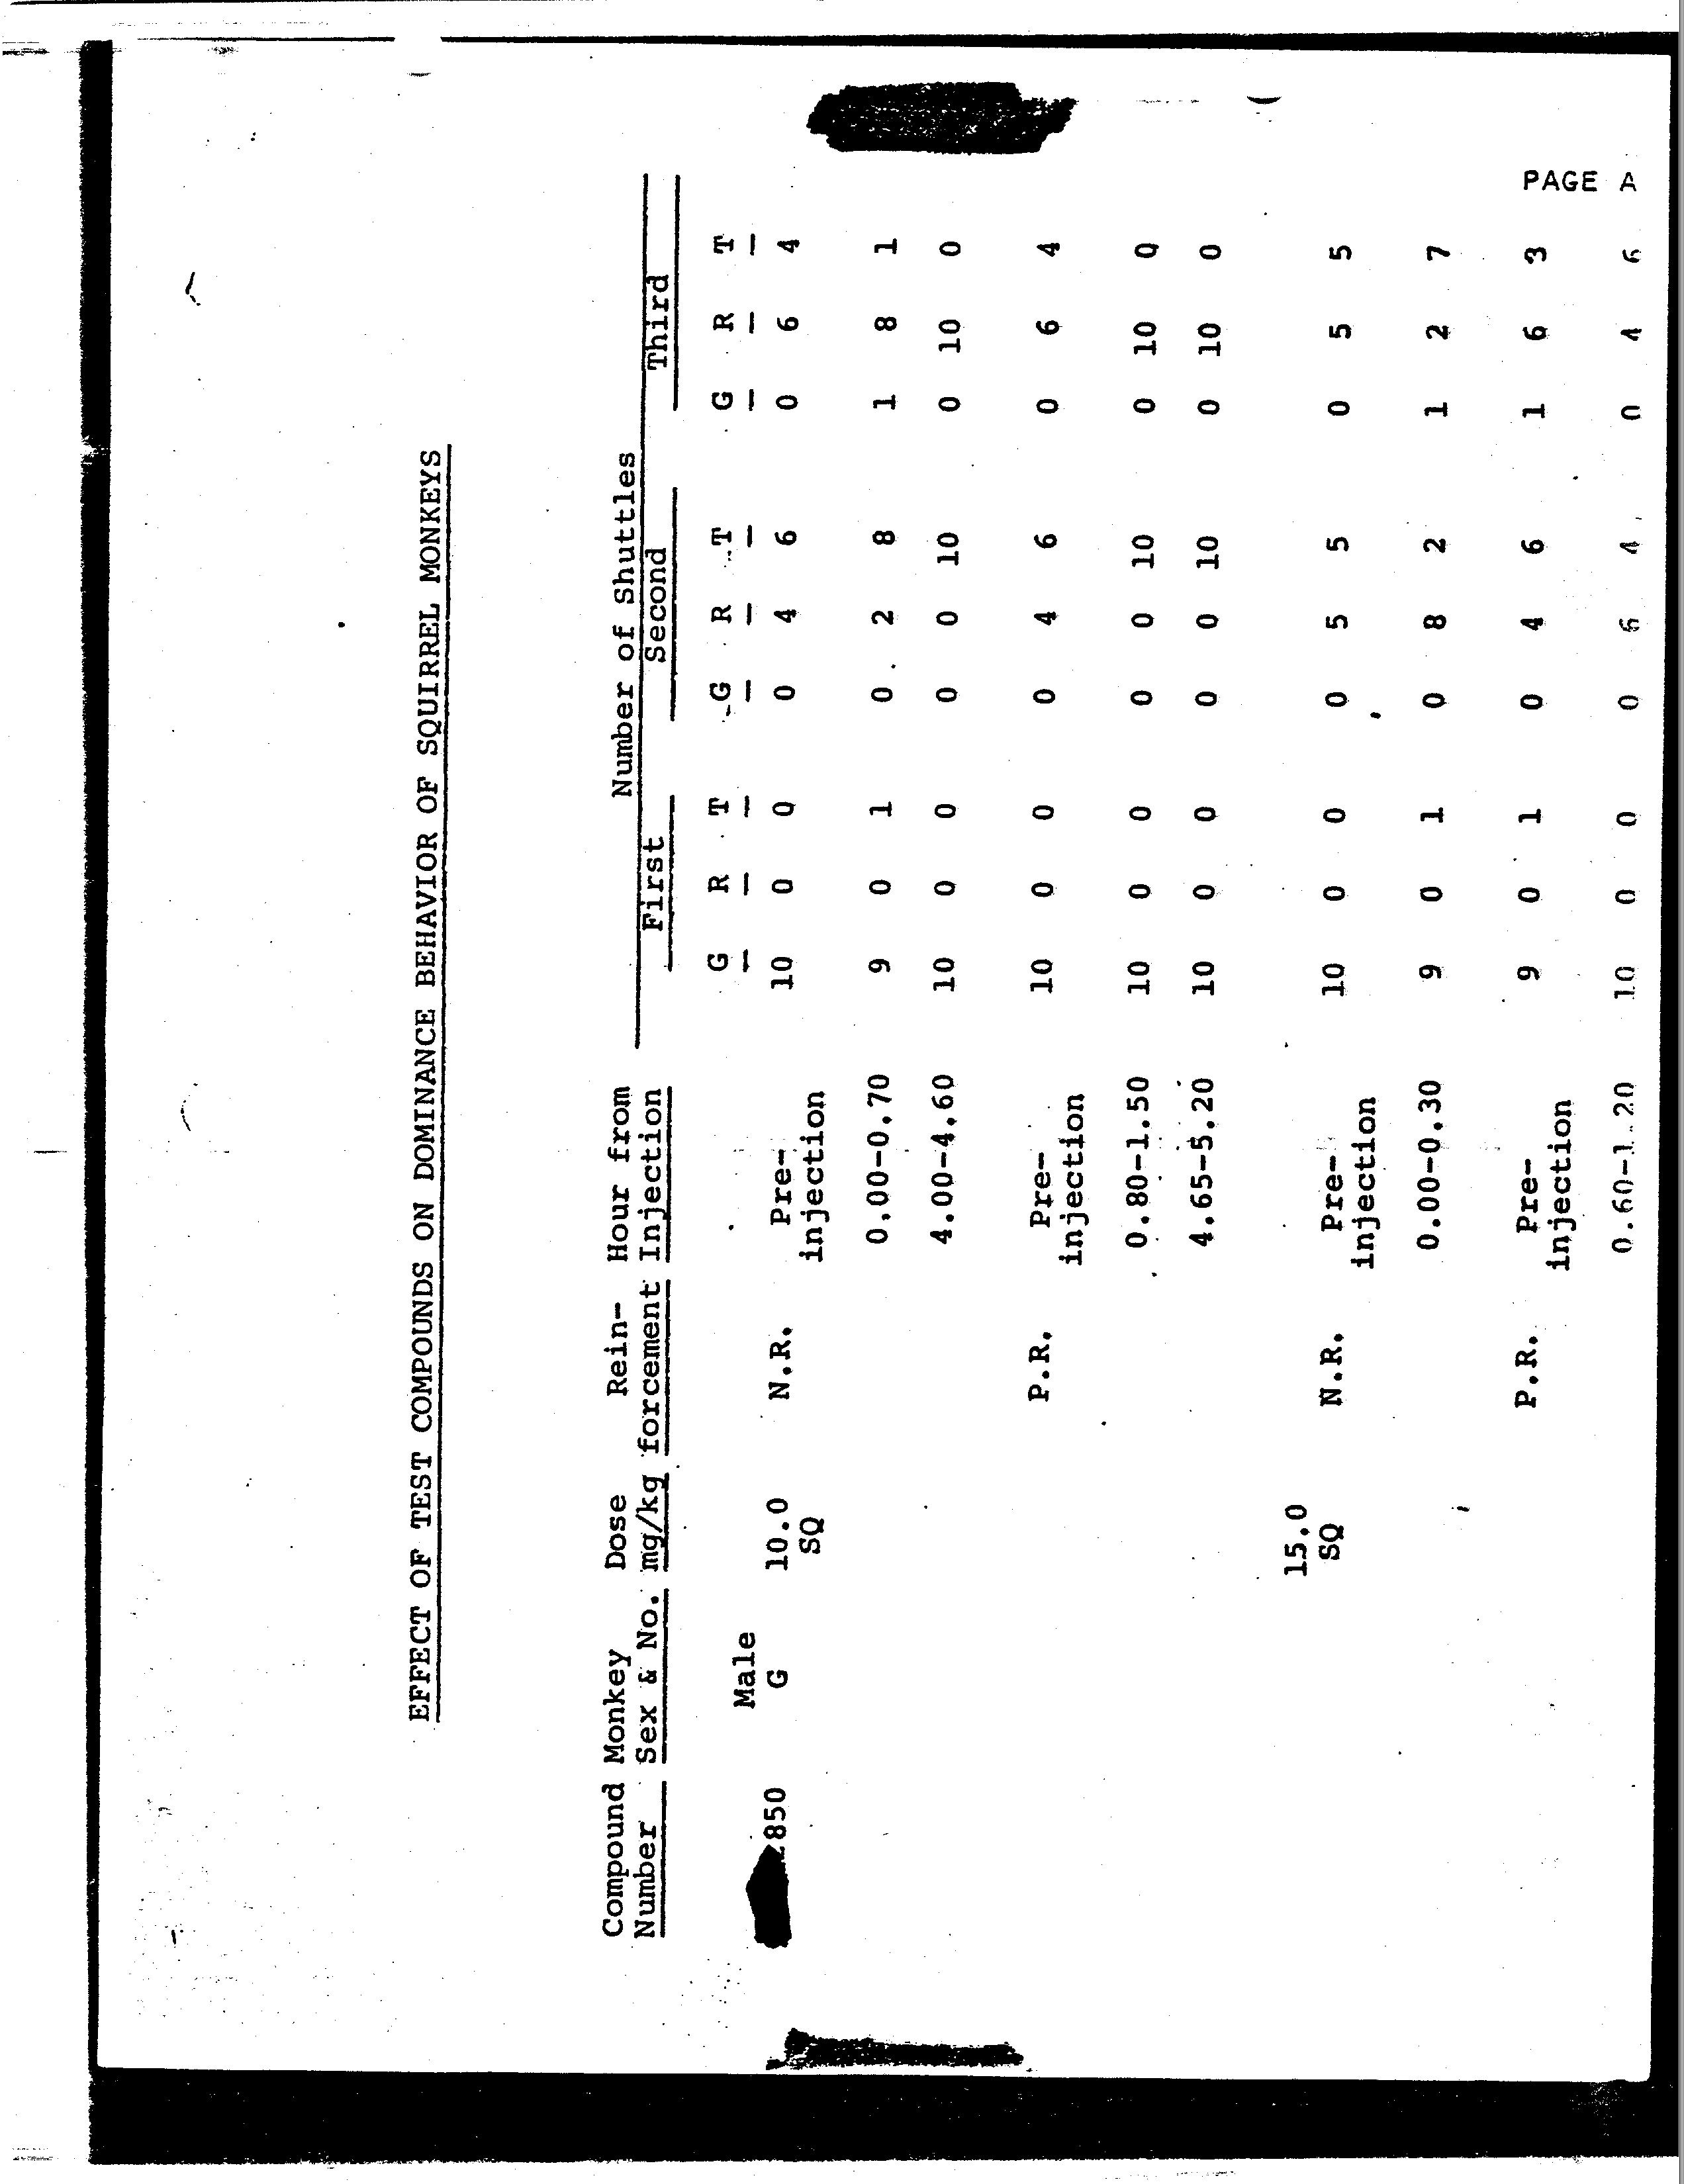 EFFECT OF TEST COMPOUNDS ON DOMINANCE BEHAVIOR OF SQUIRREL MONKEYS
Number of Shuttles
Compound Monkey Dose Rein- Hour from First Second Third
Number Sex & No. mg/kg forcement Injection
G R T G R T G R T
Male
850 G 10.0 N.R. Pre- 10 0 0 0 4 6 0 6 4
SQ injection
0.00-0.70 9 0 1 0 2 8 1 8 1
4.00-4.60 10 0 0 0 0 10 0 10 0
P.R. Pre- 10 0 0 0 4 6 0 6 4
injection
0.80-1.50 10 0 0 0 0 10 0 10 0
4.65-5.20 10 0 0 0 0 10 0 10 0
15.0
SQ N.R. Pre- 10 0 0 0 5 5 0 5 5
injection
0.00-0.30 9 0 1 0 8 2 1 2 7
P.R. Pre- 9 0 1 0 4 6 1 6 3
injection
0.60-1.20 10 0 0 0 6 4 0 4 6
PAGE A